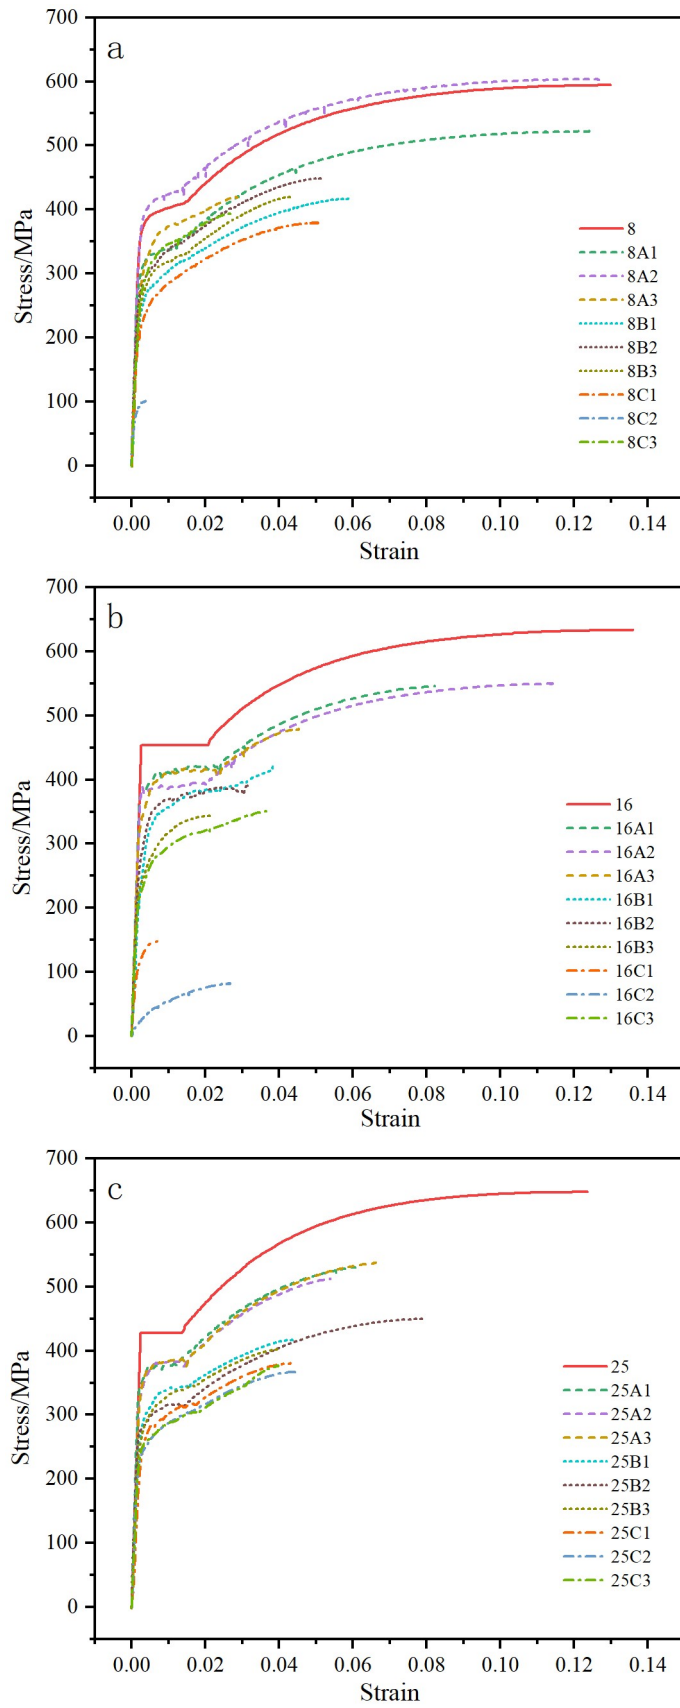 a
700
600
500
400
300
200
100
0
Stress/MPa
8
8A1
8A2
8A3
8B1
8B2
8B3
8C1
8C2
8C3
0.00 0.02 0.04 0.06 0.08 0.10 0.12 0.14
Strain
b
700
600
500
400
300
200
100
0
Stress/MPa
16
16A1
16A2
16A3
16B1
16B2
16B3
16C1
16C2
16C3
0.00 0.02 0.04 0.06 0.08 0.10 0.12 0.14
Strain
c
700
600
500
400
300
200
100
0
Stress/MPa
25
25A1
25A2
25A3
25B1
25B2
25B3
25C1
25C2
25C3
0.00 0.02 0.04 0.06 0.08 0.10 0.12 0.14
Strain